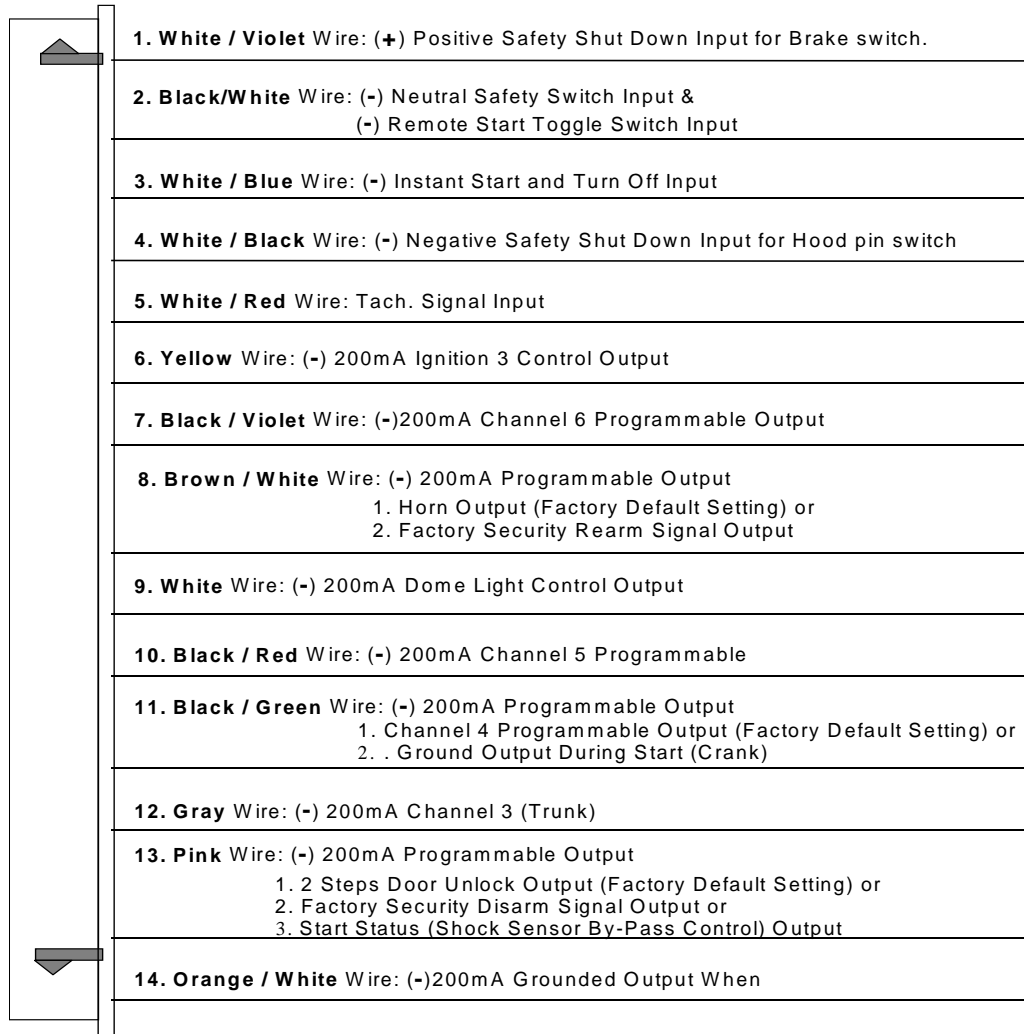 1. White / Violet Wire: (+) Positive Safety Shut Down Input for Brake switch.
2. Black/White Wire: (-) Neutral Safety Switch Input &
(-) Remote Start Toggle Switch Input
3. White / Blue Wire: (-) Instant Start and Turn Off Input
4. White / Black Wire: (-) Negative Safety Shut Down Input for Hood pin switch
5. White / Red Wire: Tach. Signal Input
6. Yellow Wire: (-) 200mA Ignition 3 Control Output
7. Black / Violet Wire: (-)200mA Channel 6 Programmable Output
8. Brown / White Wire: (-) 200mA Programmable Output
1. Horn Output (Factory Default Setting) or
2. Factory Security Rearm Signal Output
9. White Wire: (-) 200mA Dome Light Control Output
10. Black / Red Wire: (-) 200mA Channel 5 Programmable
11. Black / Green Wire: (-) 200mA Programmable Output
1. Channel 4 Programmable Output (Factory Default Setting) or
2. . Ground Output During Start (Crank)
12. Gray Wire: (-) 200mA Channel 3 (Trunk)
13. Pink Wire: (-) 200mA Programmable Output
1. 2 Steps Door Unlock Output (Factory Default Setting) or
2. Factory Security Disarm Signal Output or
3. Start Status (Shock Sensor By-Pass Control) Output
14. Orange / White Wire: (-)200mA Grounded Output When